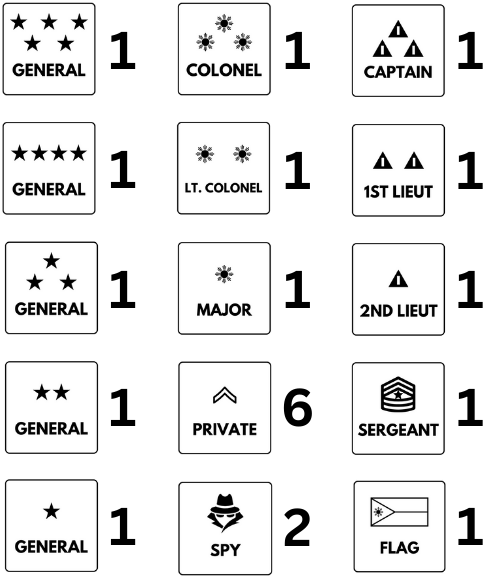 GENERAL 1 COLONEL 1 CAPTAIN 1
GENERAL 1 LT. COLONEL 1 1ST LIEUT 1
GENERAL 1 MAJOR 1 2ND LIEUT 1
GENERAL 1 PRIVATE 6 SERGEANT 1
GENERAL 1 SPY 2 FLAG 1